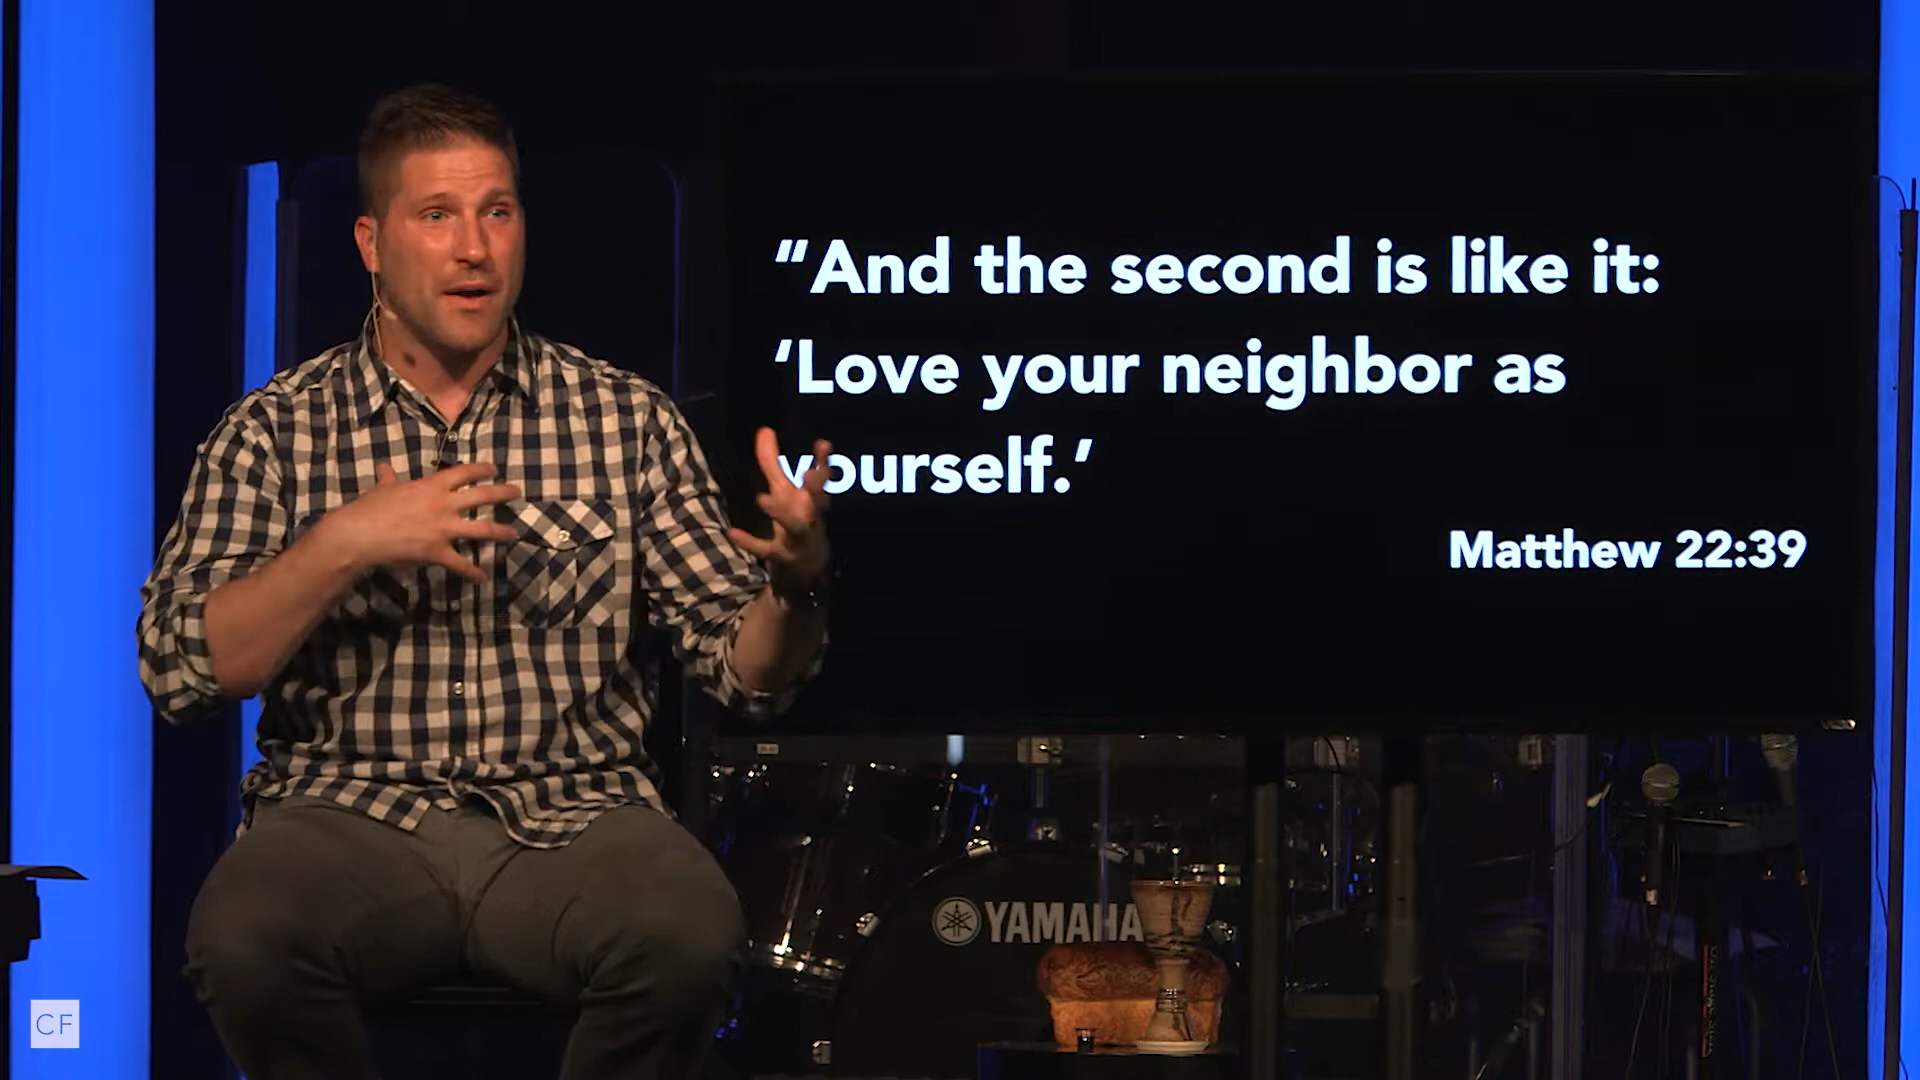 “And the second is like it:
‘Love your neighbor as
yourself.’
Matthew 22:39
YAMAHA
CF